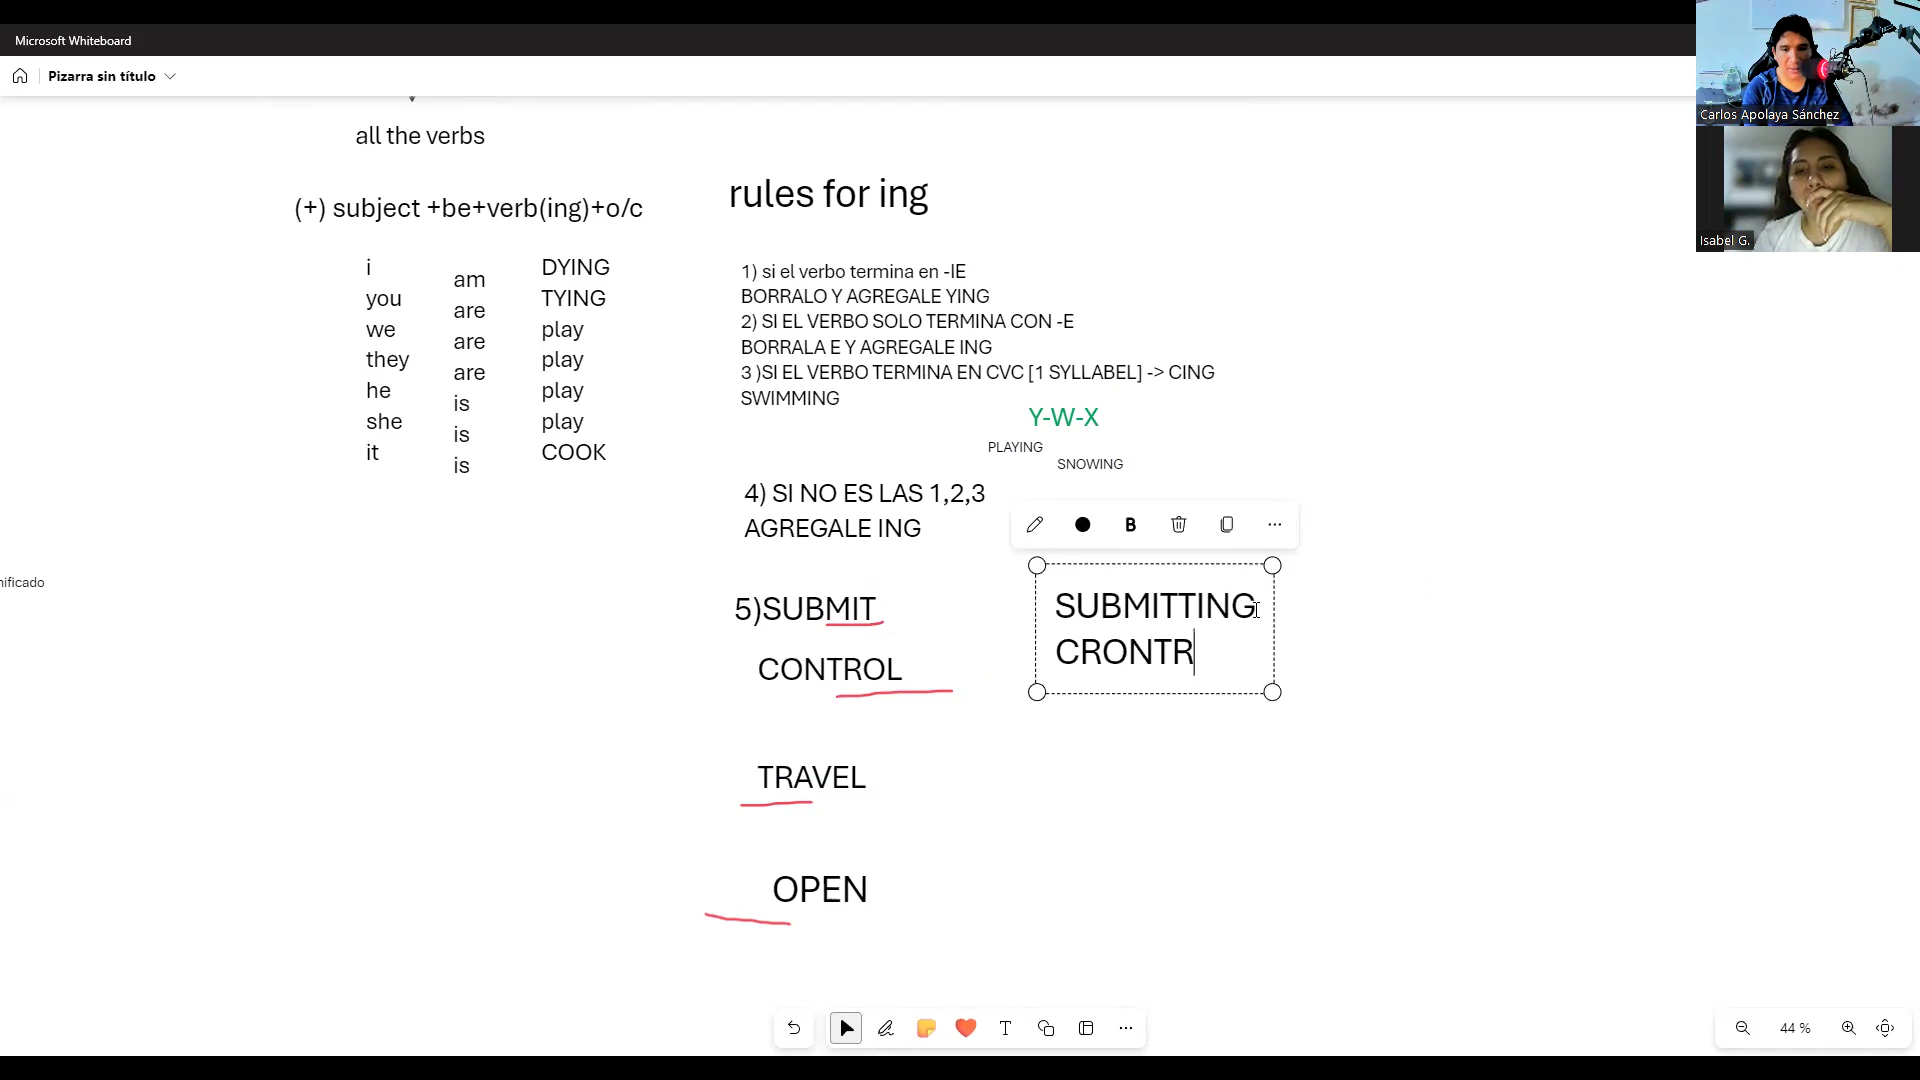 Microsoft Whiteboard
Pizarra sin título
Carlos Apolaya Sánchez
Isabel G.
all the verbs
(+) subject +be+verb(ing)+o/c
i am DYING
you are TYING
we are play
they are play
he is play
she is play
it is COOK
nificado
rules for ing
1) si el verbo termina en -IE
BORRALO Y AGREGALE YING
2) SI EL VERBO SOLO TERMINA CON -E
BORRALA E Y AGREGALE ING
3 )SI EL VERBO TERMINA EN CVC [1 SYLLABEL] -> CING
SWIMMING
Y-W-X
PLAYING
SNOWING
4) SI NO ES LAS 1,2,3
AGREGALE ING
B
5)SUBMIT
CONTROL
TRAVEL
OPEN
SUBMITTING
CRONTR
T
44 %